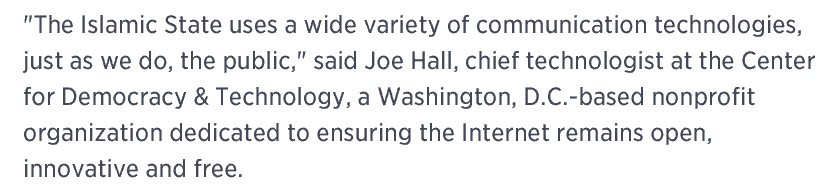 "The Islamic State uses a wide variety of communication technologies,
just as we do, the public," said Joe Hall, chief technologist at the Center
for Democracy & Technology, a Washington, D.C.-based nonprofit
organization dedicated to ensuring the Internet remains open,
innovative and free.